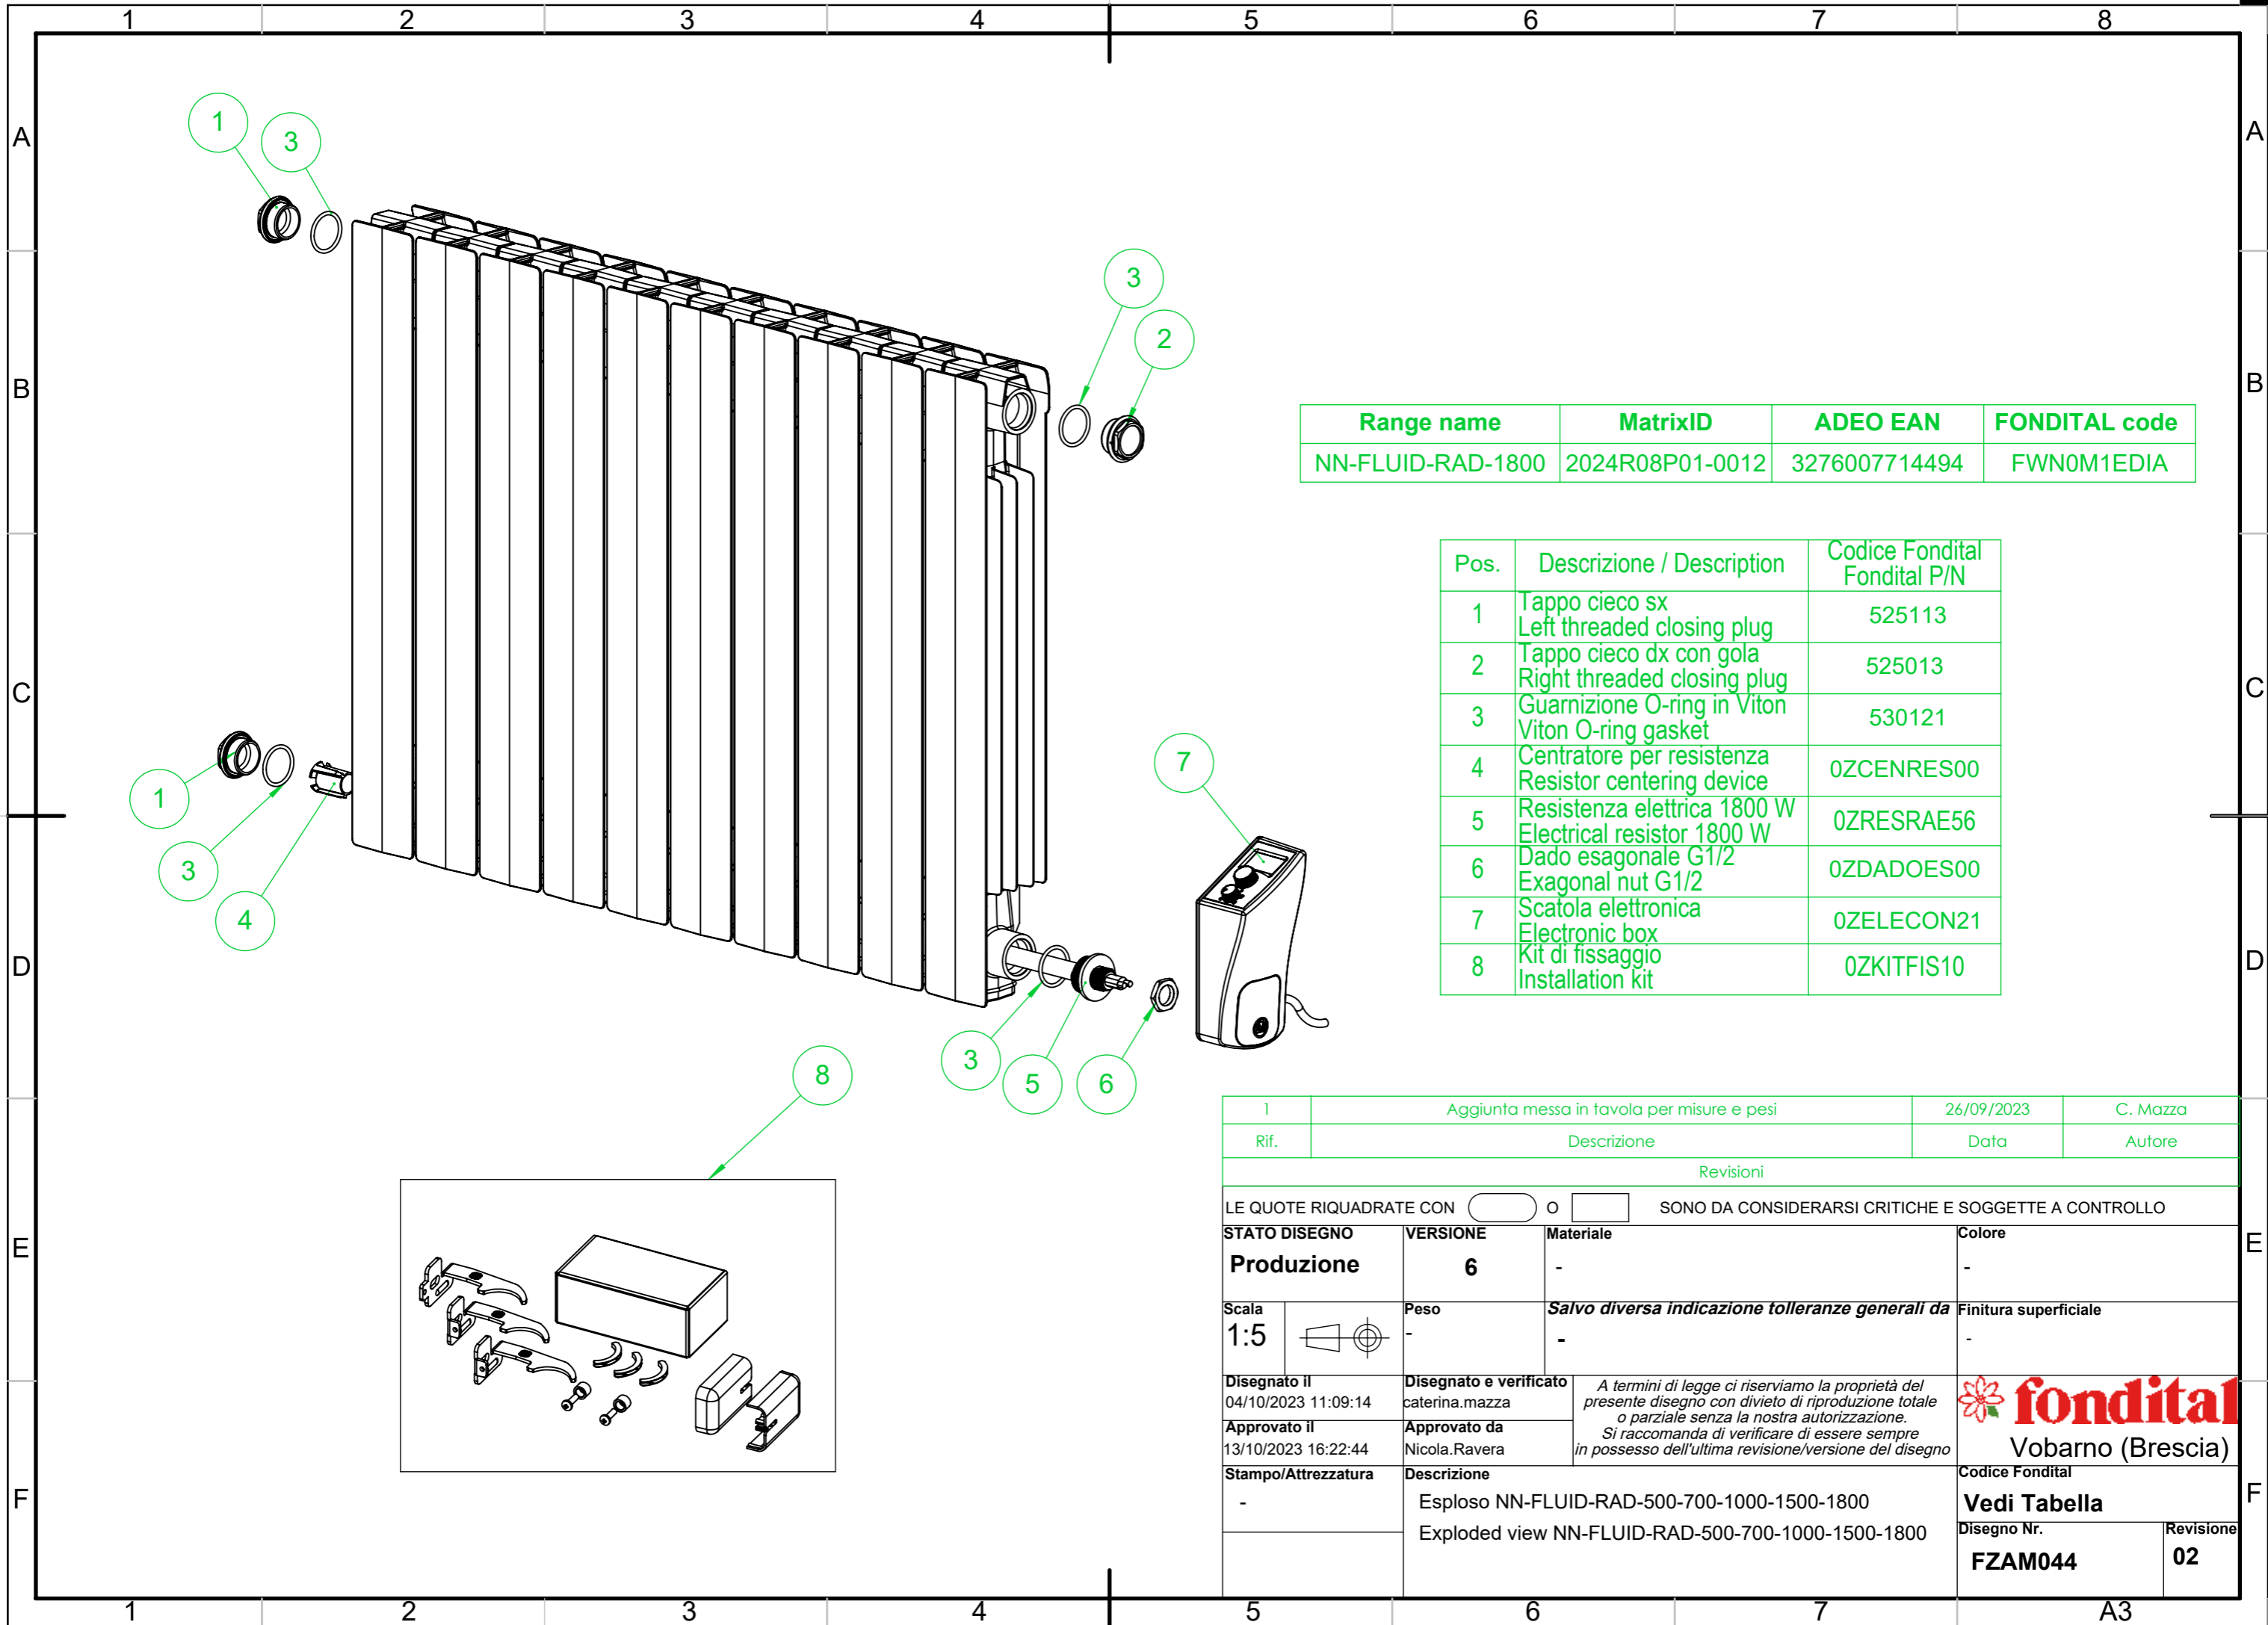 1 2 3 4 5 6 7 8
A A
B B
C C
D D
E E
F F
1
3
3
2
1
3
4
7
3
5
6
8
Range name MatrixID ADEO EAN FONDITAL code
NN-FLUID-RAD-1800 2024R08P01-0012 3276007714494 FWN0M1EDIA
Pos. Descrizione / Description Codice Fondital
Fondital P/N
1 Tappo cieco sx 525113
Left threaded closing plug
2 Tappo cieco dx con gola 525013
Right threaded closing plug
3 Guarnizione O-ring in Viton 530121
Viton O-ring gasket
4 Centratore per resistenza 0ZCENRES00
Resistor centering device
5 Resistenza elettrica 1800 W 0ZRESRAE56
Electrical resistor 1800 W
6 Dado esagonale G1/2 0ZDADOES00
Exagonal nut G1/2
7 Scatola elettronica 0ZELECON21
Electronic box
8 Kit di fissaggio 0ZKITFIS10
Installation kit
1 Aggiunta messa in tavola per misure e pesi 26/09/2023 C. Mazza
Rif. Descrizione Data Autore
Revisioni
LE QUOTE RIQUADRATE CON O SONO DA CONSIDERARSI CRITICHE E SOGGETTE A CONTROLLO
STATO DISEGNO VERSIONE Materiale Colore
Produzione 6 - -
Scala Peso Salvo diversa indicazione tolleranze generali da Finitura superficiale
1:5 - - -
Disegnato il Disegnato e verificato
04/10/2023 11:09:14 caterina.mazza
Approvato il Approvato da
13/10/2023 16:22:44 Nicola.Ravera
A termini di legge ci riserviamo la proprietà del
presente disegno con divieto di riproduzione totale
o parziale senza la nostra autorizzazione.
Si raccomanda di verificare di essere sempre
in possesso dell'ultima revisione/versione del disegno
fondital
Vobarno (Brescia)
Stampo/Attrezzatura Descrizione Codice Fondital
- Esploso NN-FLUID-RAD-500-700-1000-1500-1800 Vedi Tabella
Exploded view NN-FLUID-RAD-500-700-1000-1500-1800
Disegno Nr. Revisione
FZAM044 02
1 2 3 4 5 6 7 A3